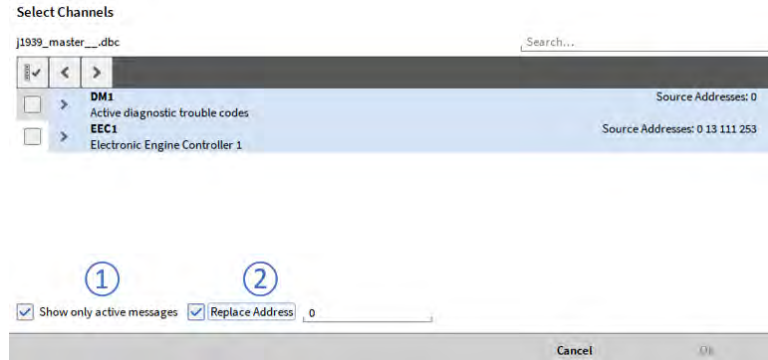 Select Channels
j1939_master__.dbc
Search...
DM1
Source Addresses: 0
Active diagnostic trouble codes
EEC1
Source Addresses: 0 13 111 253
Electronic Engine Controller 1
1
2
Show only active messages
Replace Address
0
Cancel
Ok